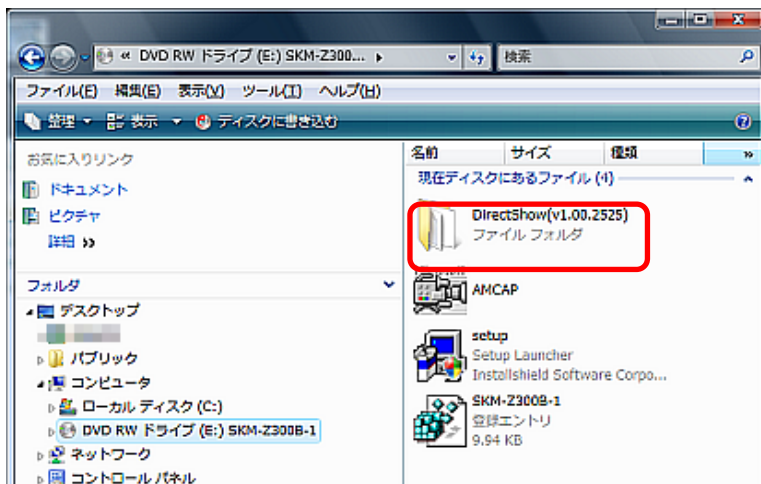 « DVD RW ドライブ (E:) SKM-Z300... 検索
ファイル(F) 編集(E) 表示(V) ツール(T) ヘルプ(H)
整理 表示 ディスクに書き込む
お気に入りリンク
ドキュメント
ピクチャ
詳細 »
フォルダ
デスクトップ
パブリック
コンピュータ
ローカル ディスク (C:)
DVD RW ドライブ (E:) SKM-Z300B-1
ネットワーク
コントロール パネル
名前 サイズ 種類 »
現在ディスクにあるファイル (4)
DirectShow(v1.00.2525)
ファイル フォルダ
AMCAP
setup
Setup Launcher
InstallShield Software Corpo...
SKM-Z300B-1
登録エントリ
9.94 KB